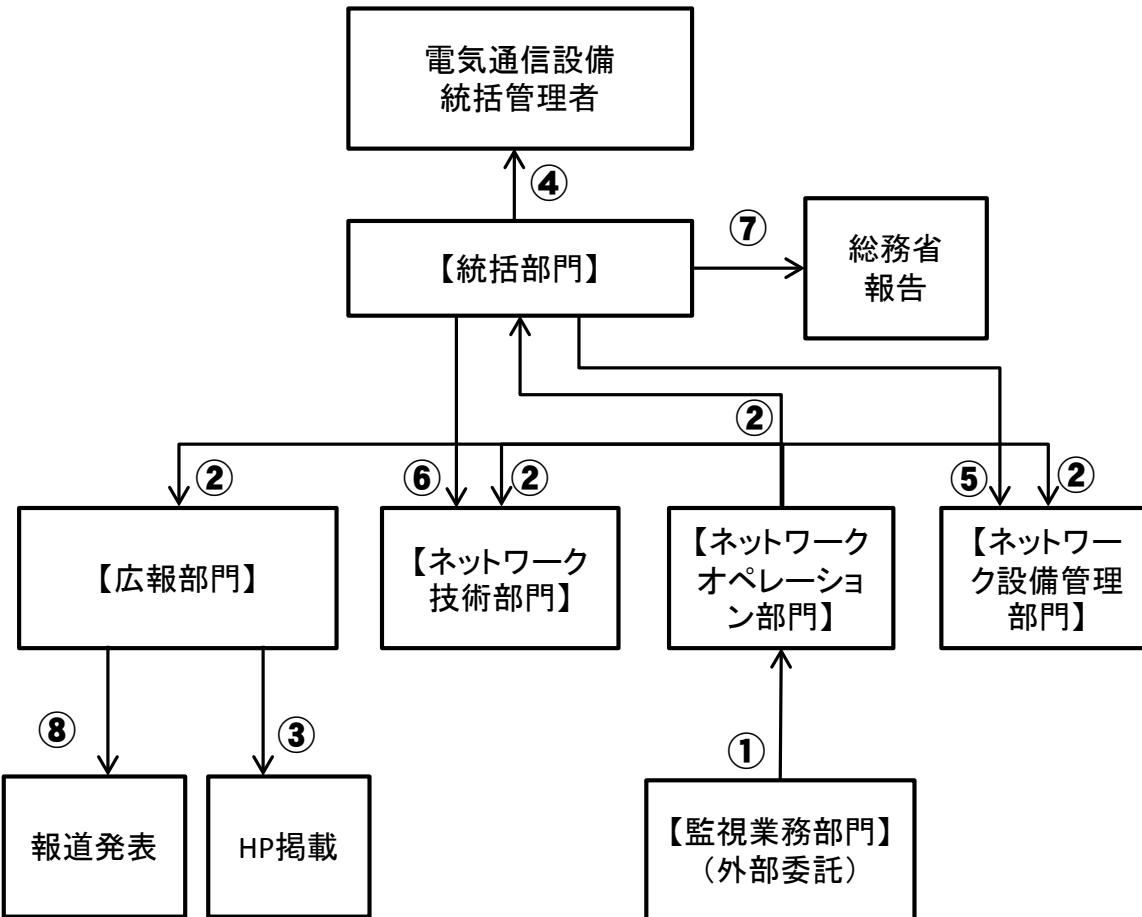 電気通信設備
統括管理者
④
⑦
【統括部門】
総務省
報告
②
②
⑥
②
⑤
②
【広報部門】
【ネットワーク
技術部門】
【ネットワーク
オペレーショ
ン部門】
【ネットワー
ク設備管理
部門】
⑧
③
①
報道発表
HP掲載
【監視業務部門】
（外部委託）